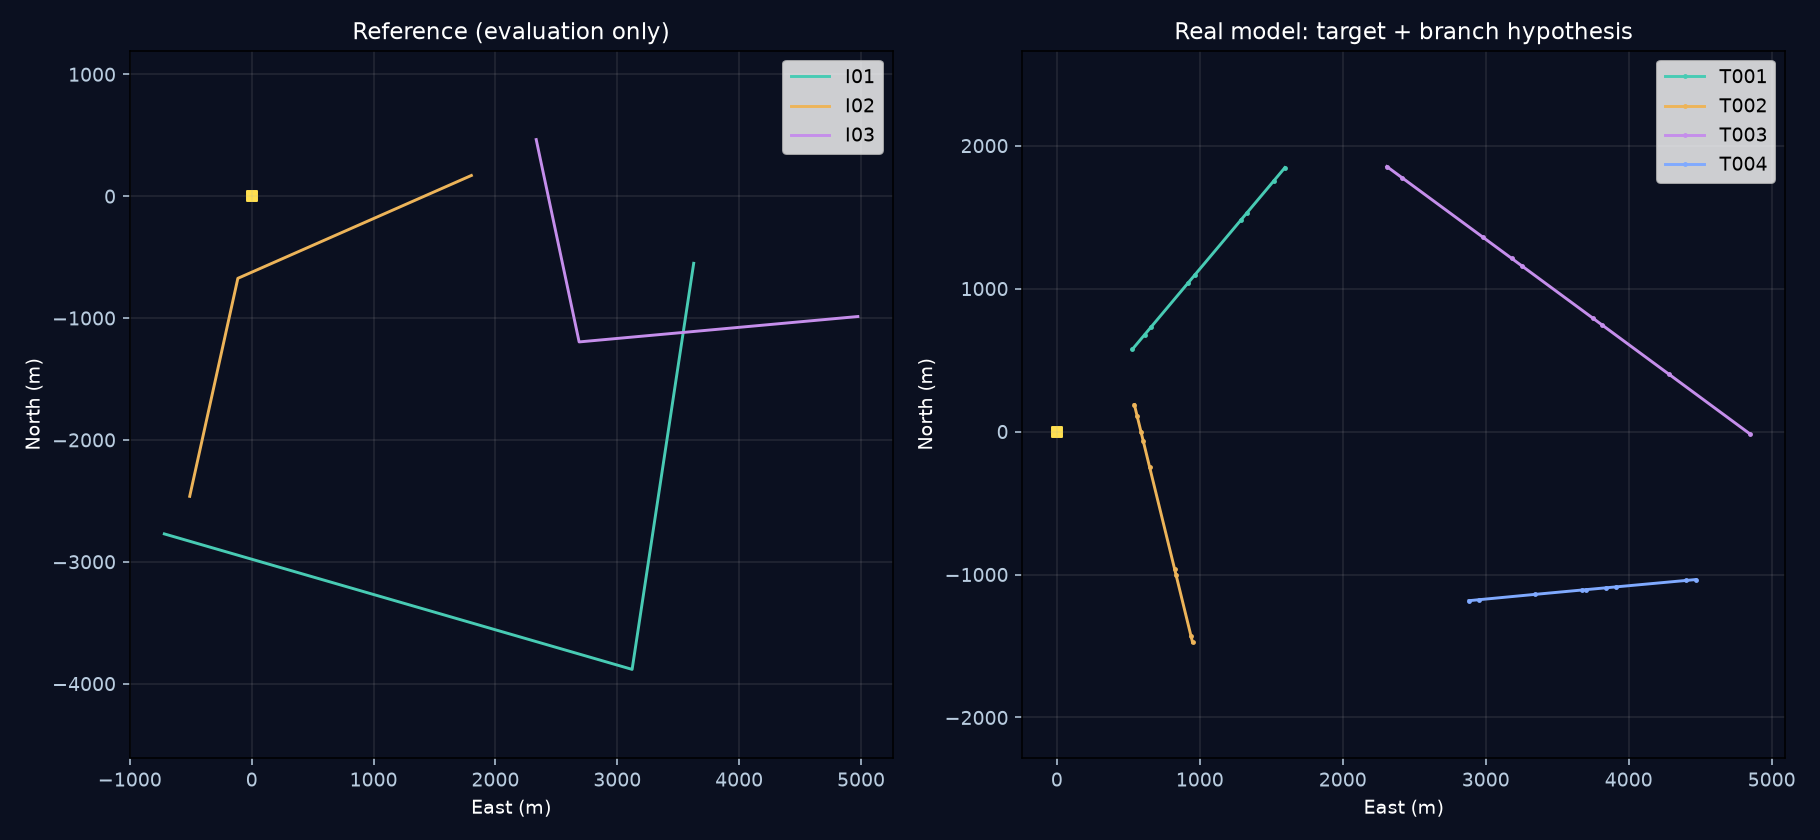 Reference (evaluation only)
I01
I02
I03
1000
0
−1000
−2000
−3000
−4000
North (m)
−1000
0
1000
2000
3000
4000
5000
East (m)
Real model: target + branch hypothesis
T001
T002
T003
T004
2000
1000
0
−1000
−2000
North (m)
0
1000
2000
3000
4000
5000
East (m)